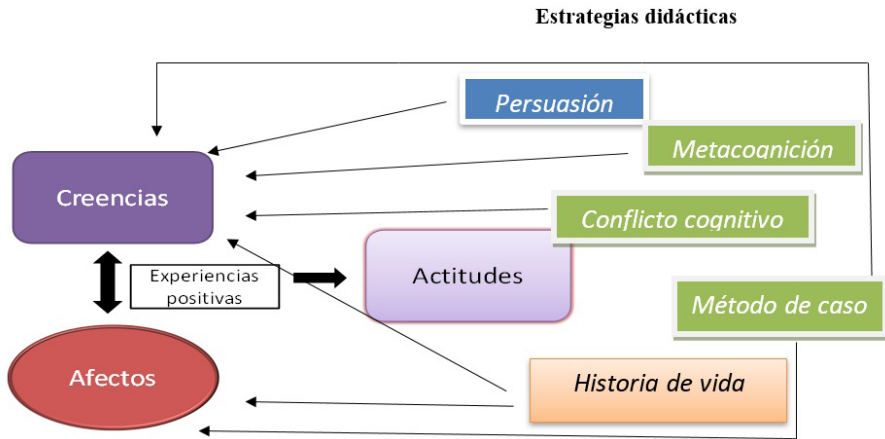 Estrategias didácticas
Persuasión
Metacognición
Creencias
Conflicto cognitivo
Experiencias
positivas
Actitudes
Método de caso
Afectos
Historia de vida